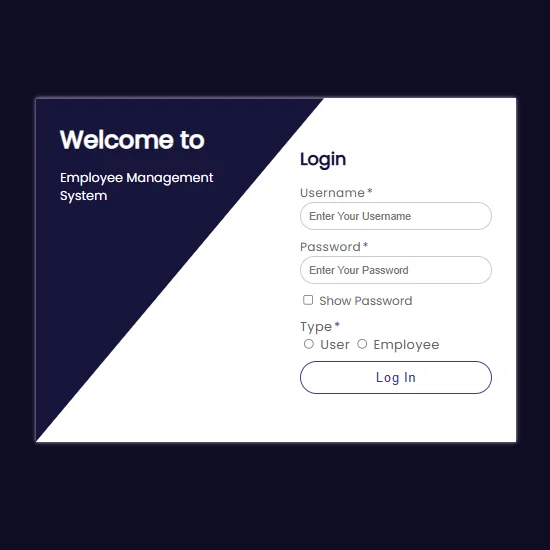 Welcome to
Employee Management
System
Login
Username*
Enter Your Username
Password*
Enter Your Password
Show Password
Type*
User Employee
Log In